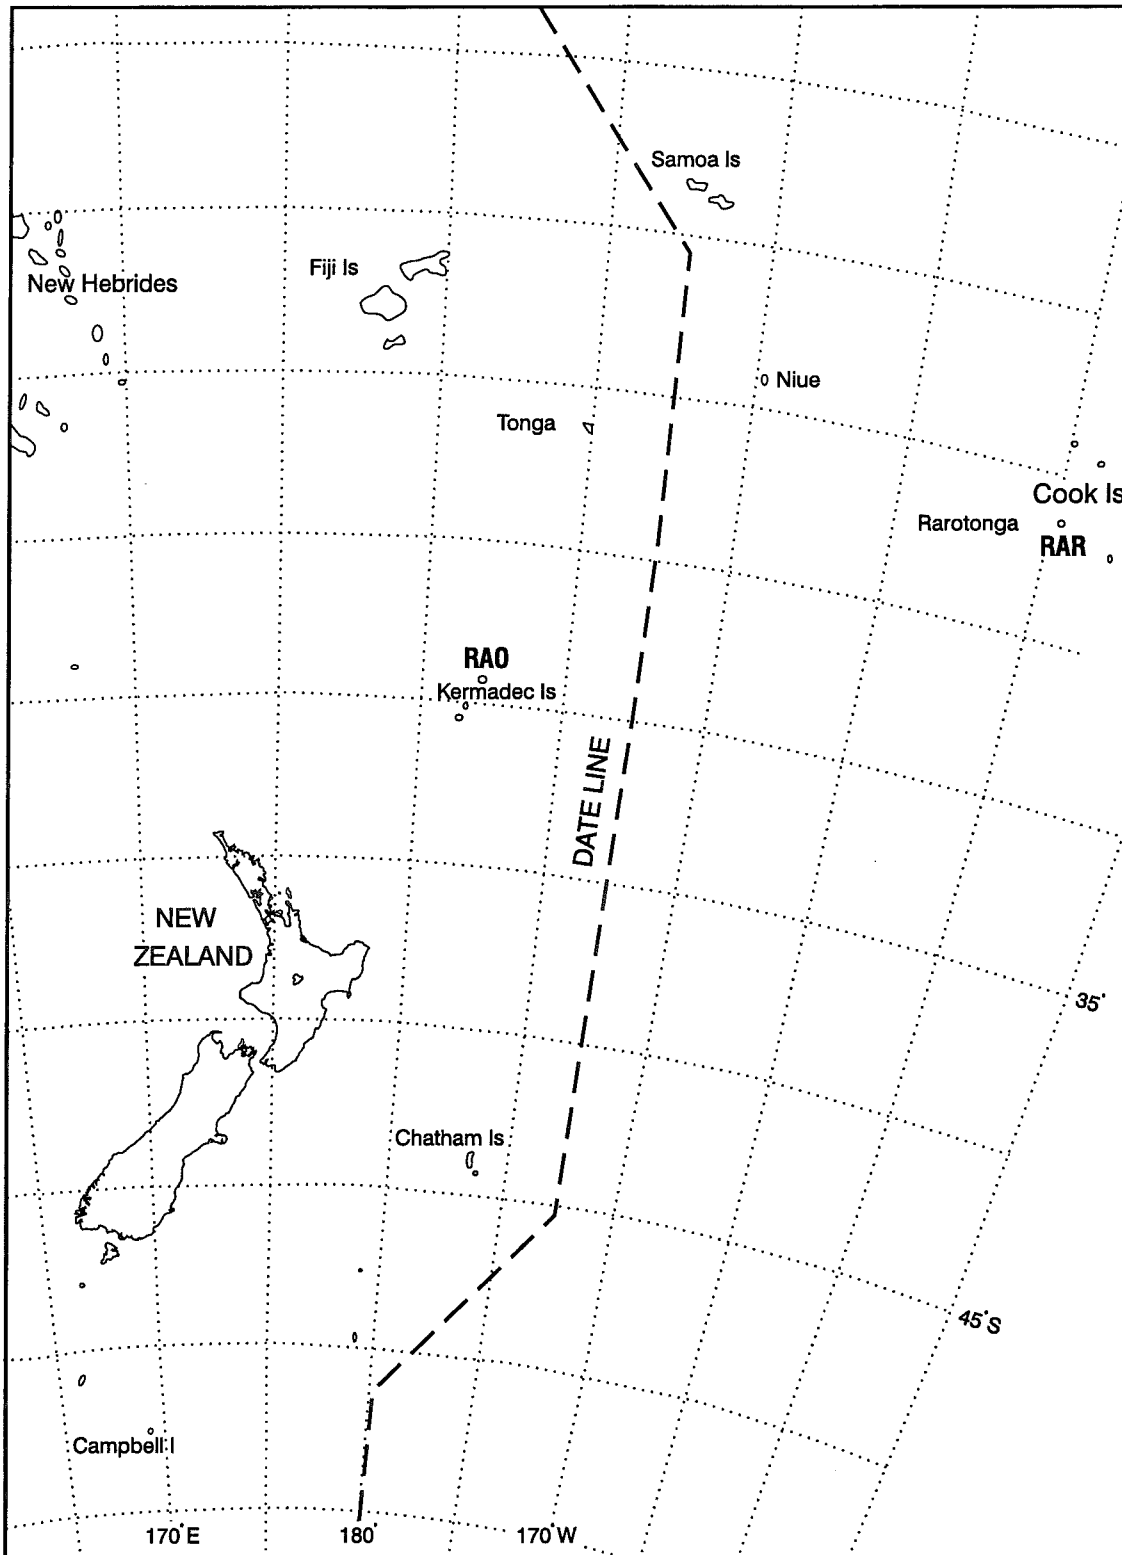 Samoa Is
Fiji Is
New Hebrides
Niue
Tonga
Cook Is
Rarotonga
RAR
RAO
Kermadec Is
DATE LINE
NEW
ZEALAND
35°
Chatham Is
45°S
Campbell I
170°E
180°
170°W